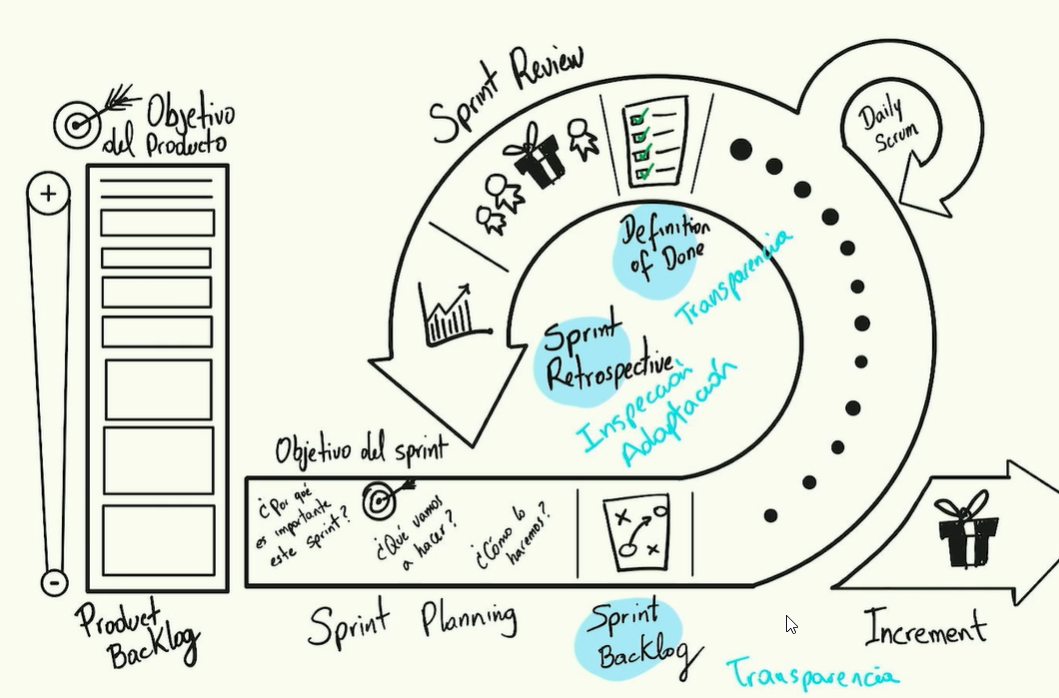 Objetivo
del Producto
+
-
Product
Backlog
Sprint Review
Daily
Scrum
Definition
of Done
Transparencia
Sprint
Retrospective
Inspección
Adaptación
Objetivo del sprint
¿Por qué
es importante
este sprint?
¿Qué vamos
a hacer?
¿Cómo lo
hacemos?
Sprint Planning
Sprint
Backlog
Transparencia
Increment